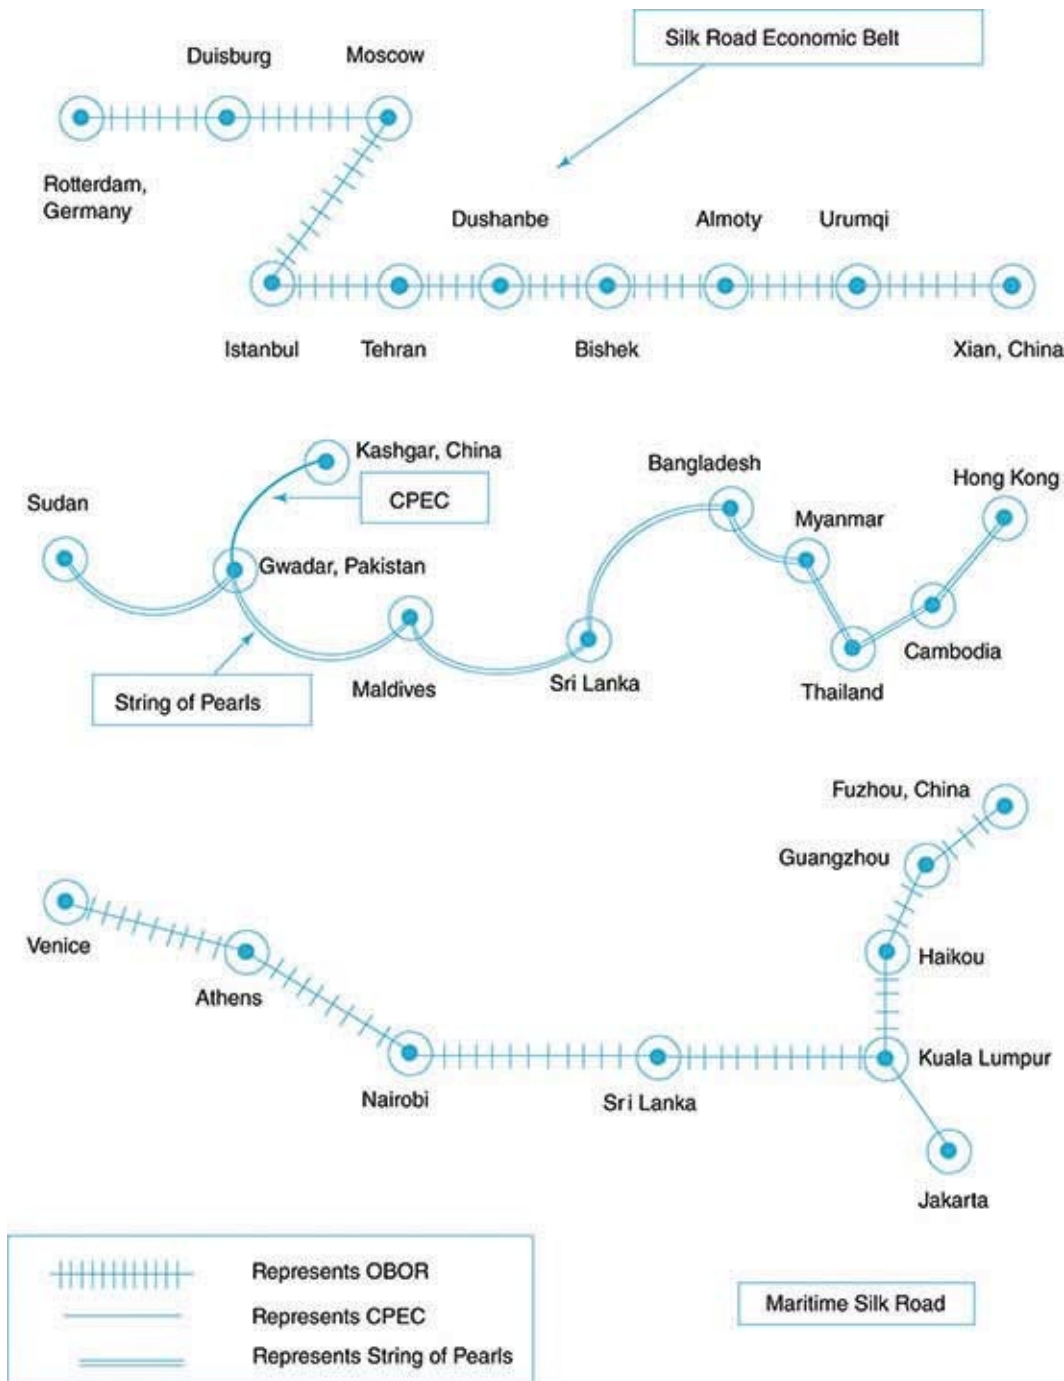 Silk Road Economic Belt
Duisburg
Moscow
Rotterdam,
Germany
Dushanbe
Almoty
Urumqi
Istanbul
Tehran
Bishek
Xian, China
Kashgar, China
CPEC
Sudan
Gwadar, Pakistan
String of Pearls
Maldives
Sri Lanka
Bangladesh
Myanmar
Thailand
Cambodia
Hong Kong
Fuzhou, China
Guangzhou
Haikou
Venice
Athens
Nairobi
Sri Lanka
Kuala Lumpur
Jakarta
Represents OBOR
Represents CPEC
Represents String of Pearls
Maritime Silk Road